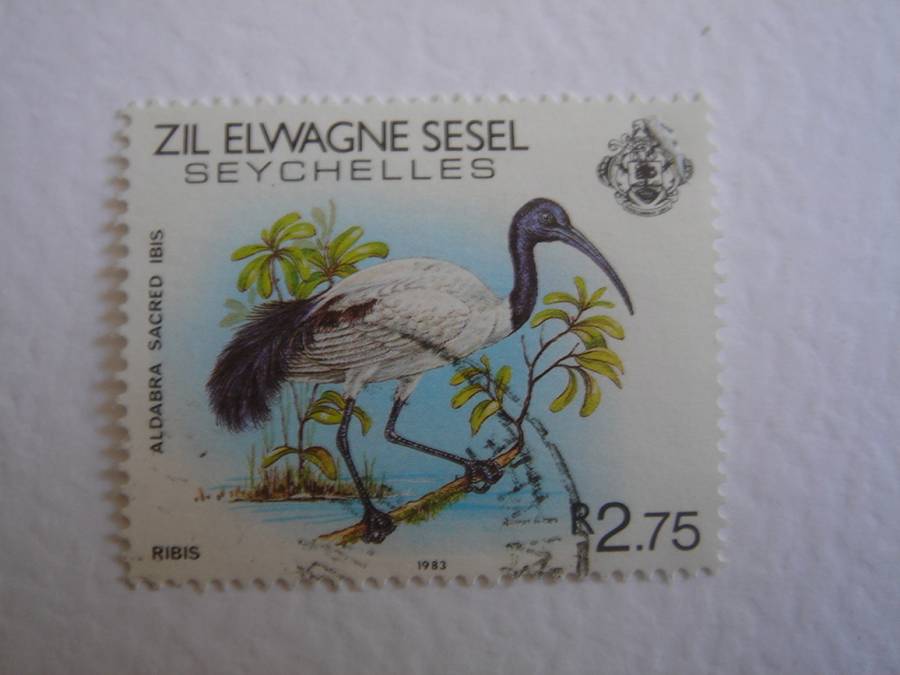 ZIL ELWAGNE SESEL
SEYCHELLES
ALDABRA SACRED IBIS
R2.75
RIBIS
1983